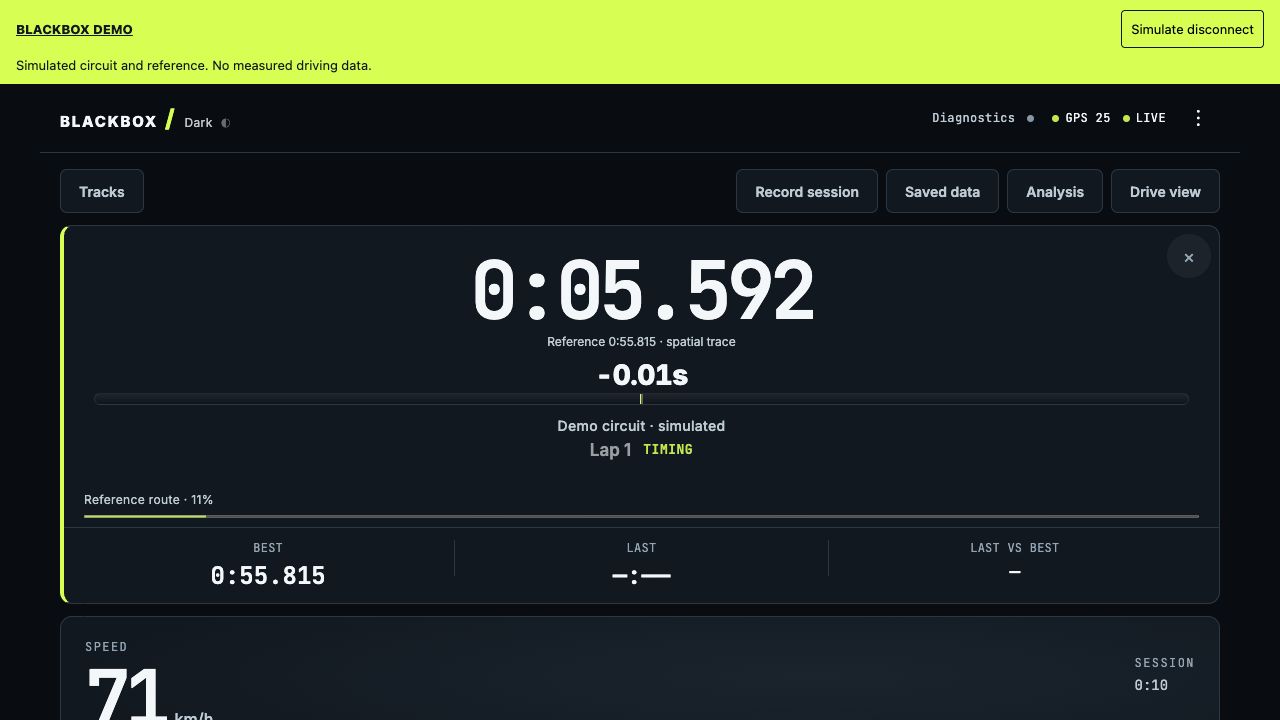 BLACKBOX DEMO
Simulate disconnect
Simulated circuit and reference. No measured driving data.
BLACKBOX / Dark
Diagnostics GPS 25 LIVE
Tracks
Record session
Saved data
Analysis
Drive view
×
0:05.592
Reference 0:55.815 · spatial trace
-0.01s
Demo circuit · simulated
Lap 1 TIMING
Reference route · 11%
BEST
0:55.815
LAST
—:——
LAST VS BEST
—
SPEED
71 km/h
SESSION
0:10